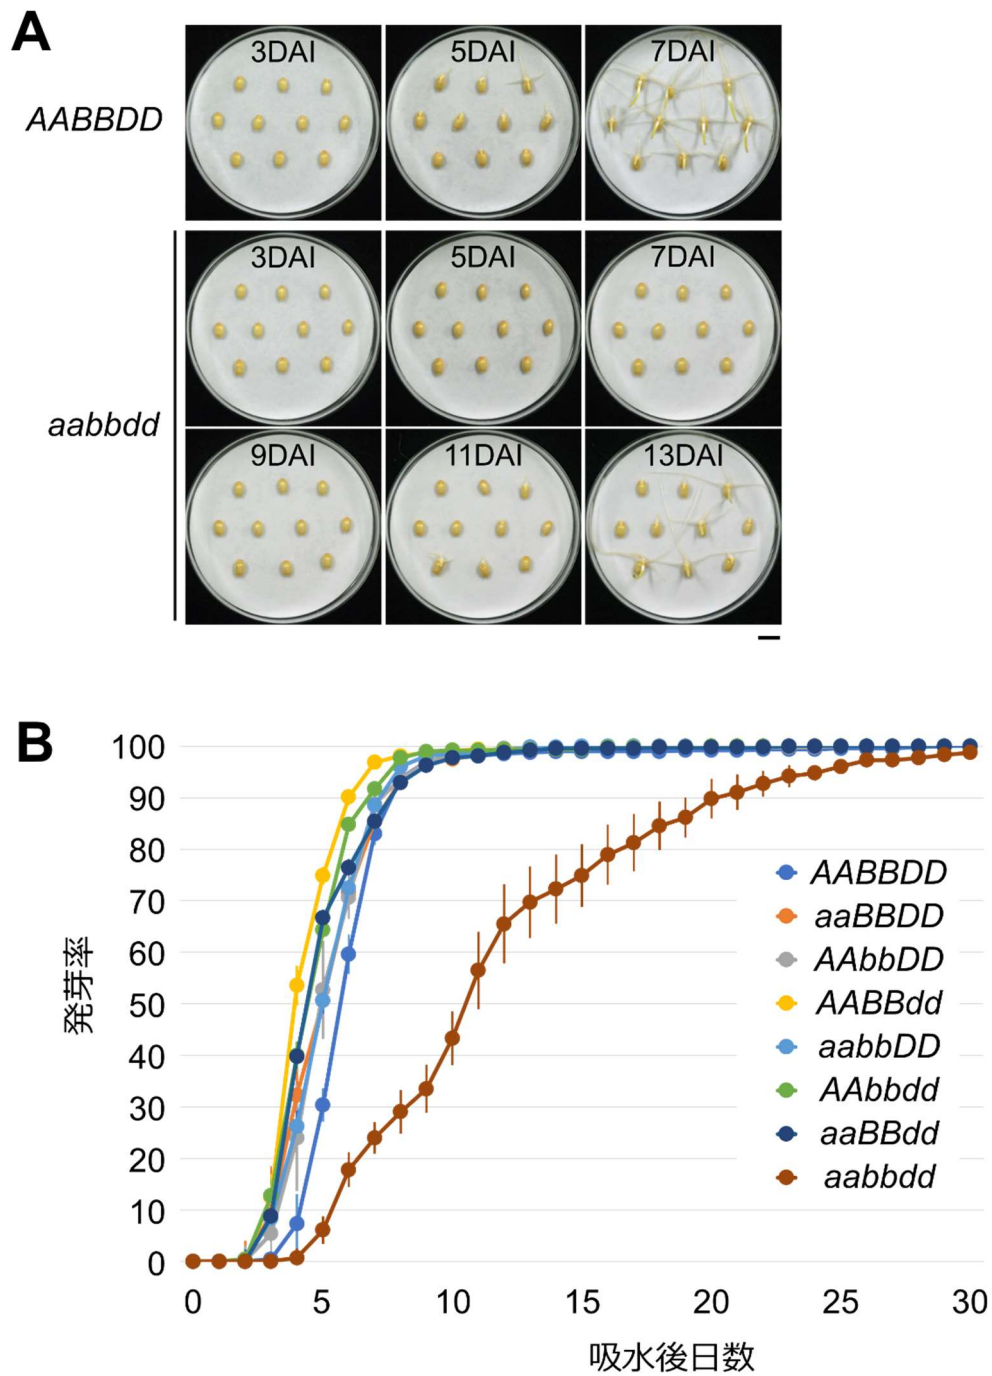 A
AABBDD
3DAI
5DAI
7DAI
aabbdd
3DAI
5DAI
7DAI
9DAI
11DAI
13DAI
B
発芽率
100
90
80
70
60
50
40
30
20
10
0
0 5 10 15 20 25 30
吸水後日数
AABBDD
aaBBDD
AAbbDD
AABBdd
aabbDD
AAbbdd
aaBBdd
aabbdd